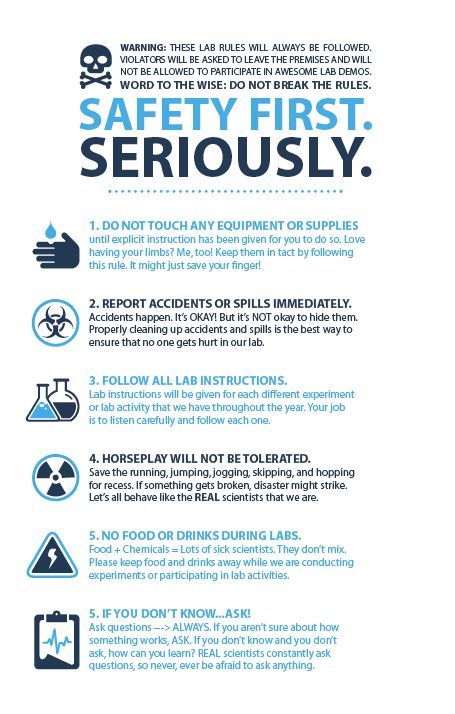 WARNING: THESE LAB RULES WILL ALWAYS BE FOLLOWED.
VIOLATORS WILL BE ASKED TO LEAVE THE PREMISES AND WILL
NOT BE ALLOWED TO PARTICIPATE IN AWESOME LAB DEMOS.
WORD TO THE WISE: DO NOT BREAK THE RULES.
SAFETY FIRST.
SERIOUSLY.
1. DO NOT TOUCH ANY EQUIPMENT OR SUPPLIES
until explicit instruction has been given for you to do so. Love
having your limbs? Me, too! Keep them in tact by following
this rule. It might just save your finger!
2. REPORT ACCIDENTS OR SPILLS IMMEDIATELY.
Accidents happen. It's OKAY! But it's NOT okay to hide them.
Properly cleaning up accidents and spills is the best way to
ensure that no one gets hurt in our lab.
3. FOLLOW ALL LAB INSTRUCTIONS.
Lab instructions will be given for each different experiment
or lab activity that we have throughout the year. Your job
is to listen carefully and follow each one.
4. HORSEPLAY WILL NOT BE TOLERATED.
Save the running, jumping, jogging, skipping, and hopping
for recess. If something gets broken, disaster might strike.
Let's all behave like the REAL scientists that we are.
5. NO FOOD OR DRINKS DURING LABS.
Food + Chemicals = Lots of sick scientists. They don't mix.
Please keep food and drinks away while we are conducting
experiments or participating in lab activities.
5. IF YOU DON'T KNOW...ASK!
Ask questions --> ALWAYS. If you aren't sure about how
something works, ASK. If you don't know and you don't
ask, how can you learn? REAL scientists constantly ask
questions, so never, ever be afraid to ask anything.